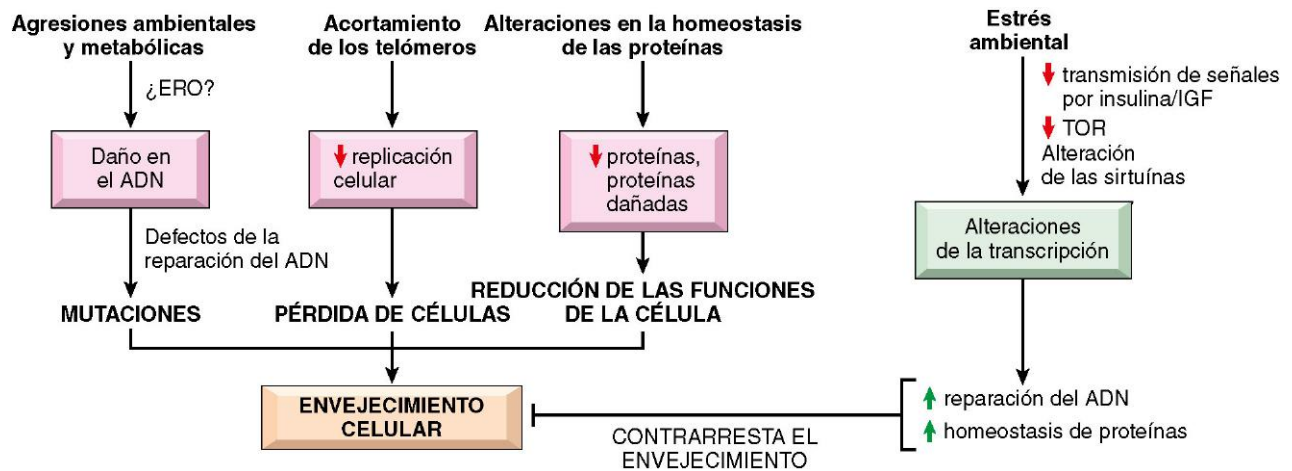 Agresiones ambientales
y metabólicas
¿ERO?
Daño en
el ADN
Defectos de la
reparación del ADN
MUTACIONES
Acortamiento
de los telómeros
replicación
celular
PÉRDIDA DE CÉLULAS
Alteraciones en la homeostasis
de las proteínas
proteínas,
proteínas
dañadas
REDUCCIÓN DE LAS FUNCIONES
DE LA CÉLULA
ENVEJECIMIENTO
CELULAR
Estrés
ambiental
transmisión de señales
por insulina/IGF
TOR
Alteración
de las sirtuínas
Alteraciones
de la transcripción
reparación del ADN
homeostasis de proteínas
CONTRARRESTA EL
ENVEJECIMIENTO